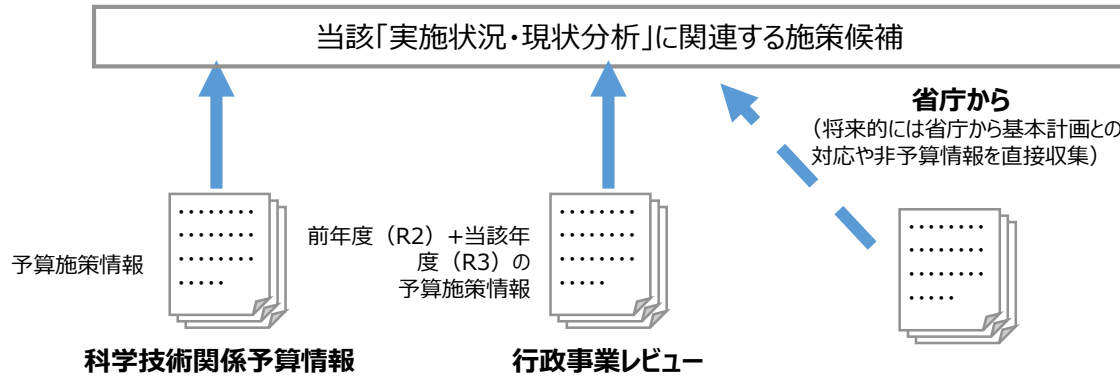 当該「実施状況・現状分析」に関連する施策候補
省庁から
（将来的には省庁から基本計画との
対応や非予算情報を直接収集）
予算施策情報
前年度（R2）+当該年
度（R3）の
予算施策情報
科学技術関係予算情報
行政事業レビュー